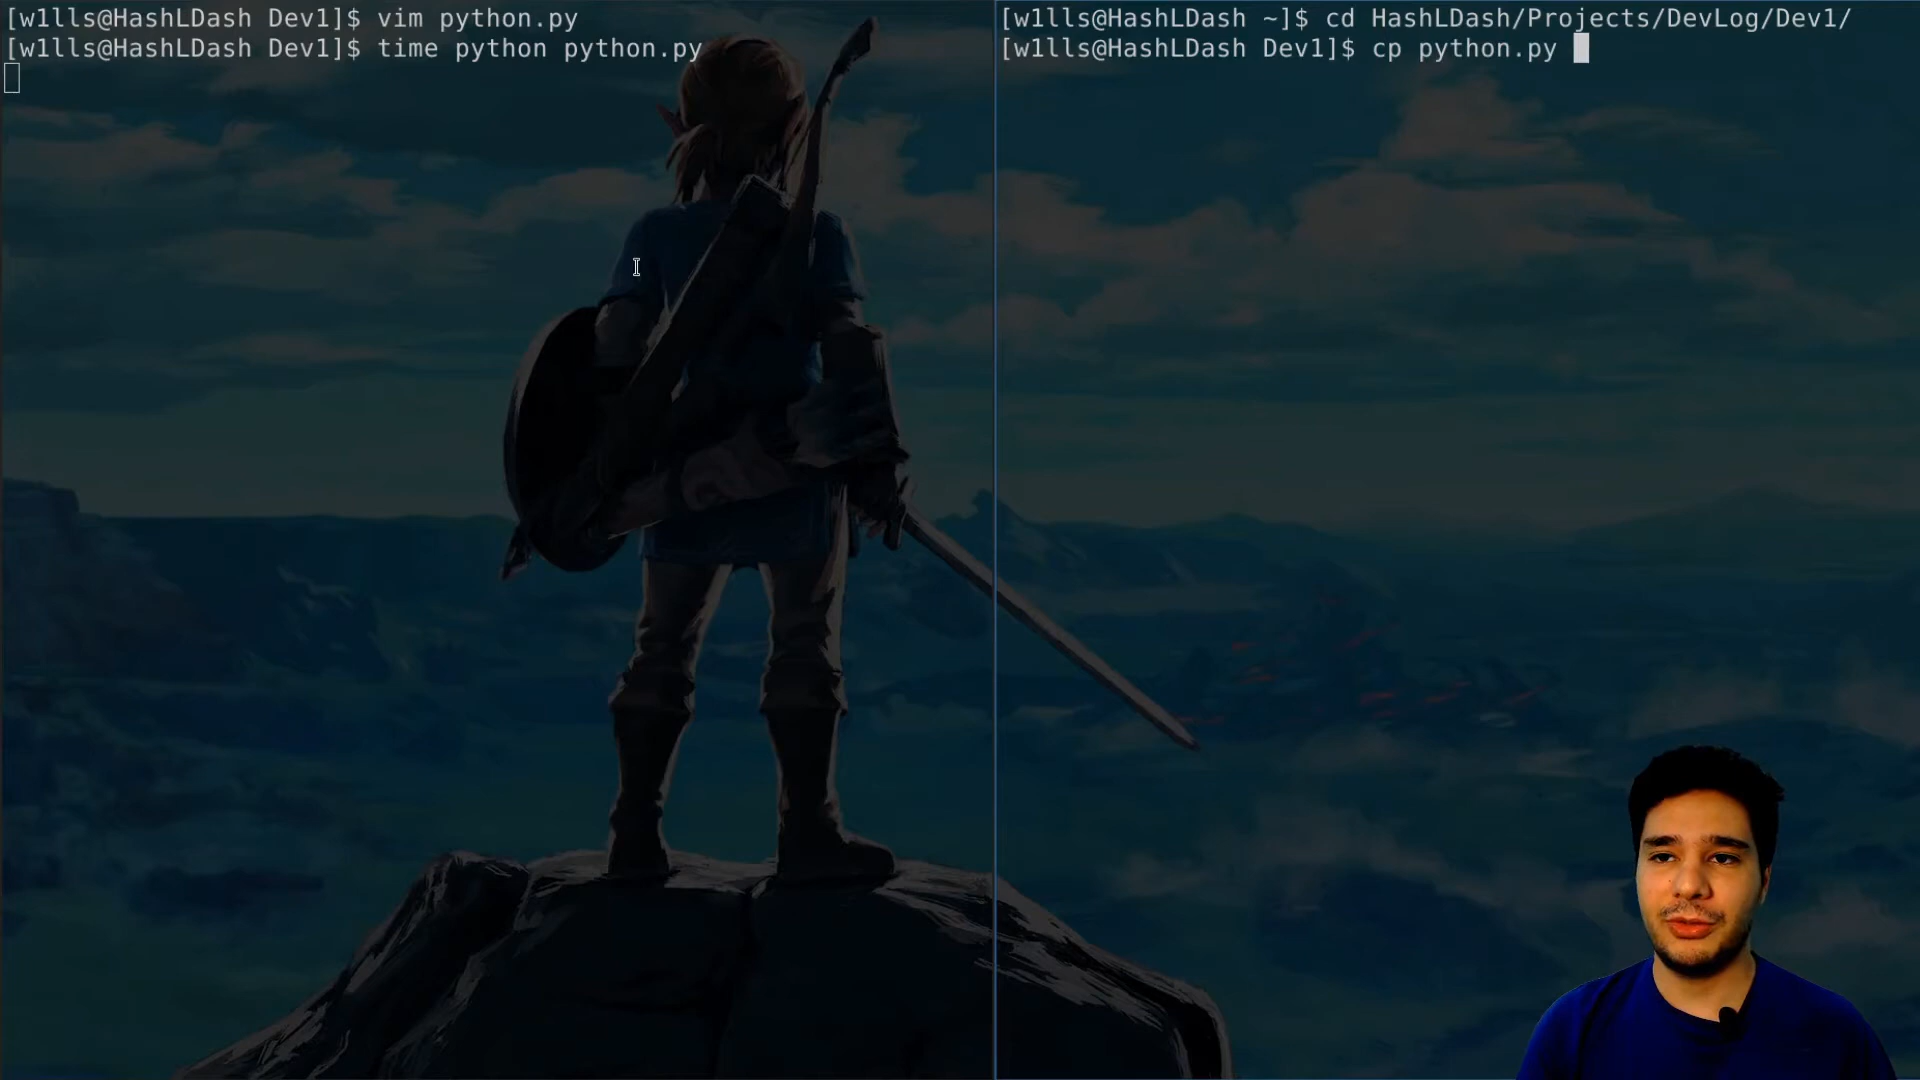 [w1lls@HashLDash Dev1]$ vim python.py
[w1lls@HashLDash Dev1]$ time python python.py
[w1lls@HashLDash ~]$ cd HashLDash/Projects/DevLog/Dev1/
[w1lls@HashLDash Dev1]$ cp python.py